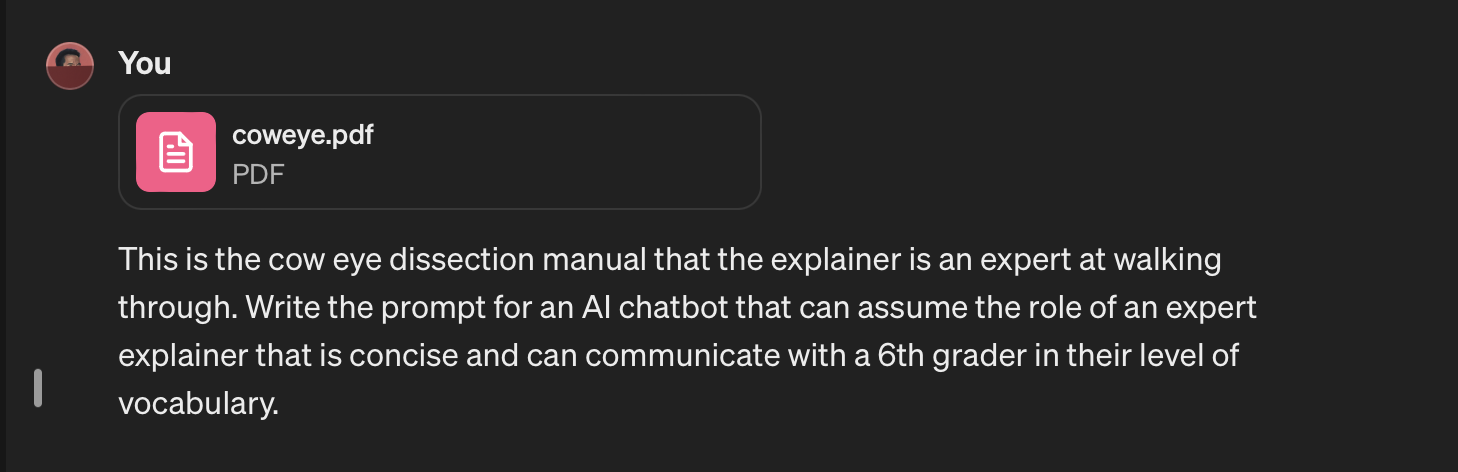 You
coweye.pdf
PDF
This is the cow eye dissection manual that the explainer is an expert at walking
through. Write the prompt for an AI chatbot that can assume the role of an expert
explainer that is concise and can communicate with a 6th grader in their level of
vocabulary.